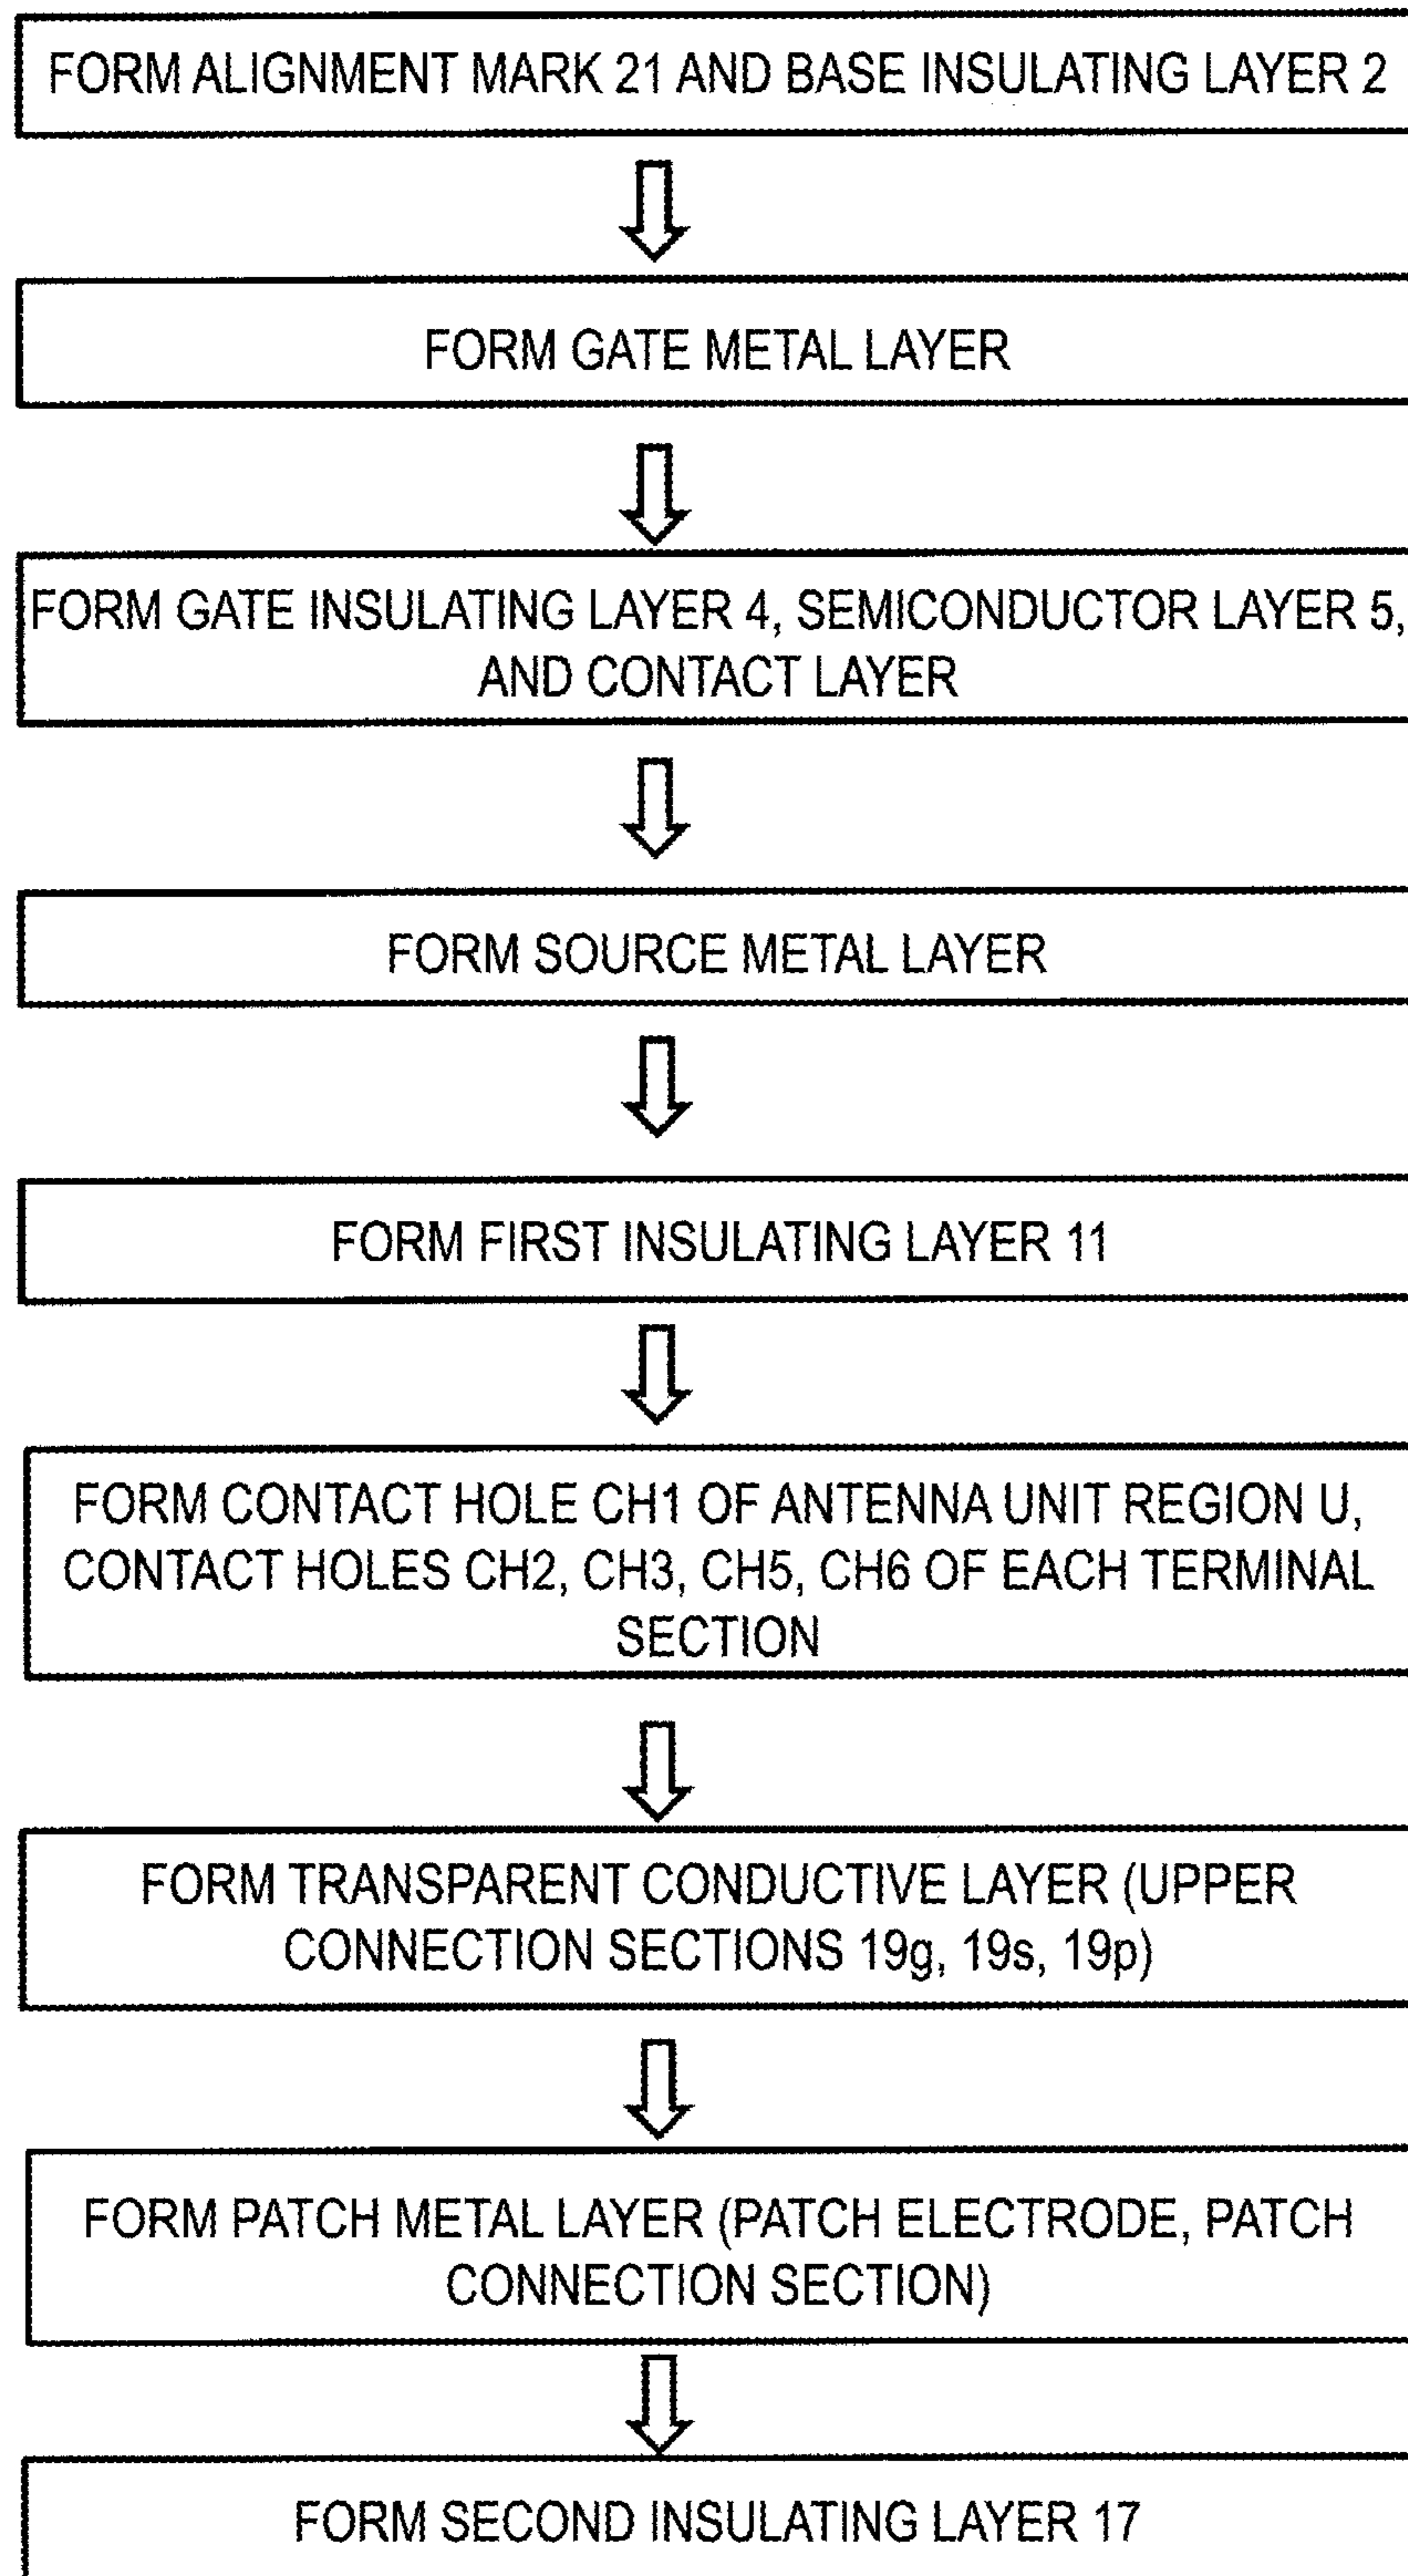 FORM ALIGNMENT MARK 21 AND BASE INSULATING LAYER 2
FORM GATE METAL LAYER
FORM GATE INSULATING LAYER 4, SEMICONDUCTOR LAYER 5,
AND CONTACT LAYER
FORM SOURCE METAL LAYER
FORM FIRST INSULATING LAYER 11
FORM CONTACT HOLE CH1 OF ANTENNA UNIT REGION U,
CONTACT HOLES CH2, CH3, CH5, CH6 OF EACH TERMINAL
SECTION
FORM TRANSPARENT CONDUCTIVE LAYER (UPPER
CONNECTION SECTIONS 19g, 19s, 19p)
FORM PATCH METAL LAYER (PATCH ELECTRODE, PATCH
CONNECTION SECTION)
FORM SECOND INSULATING LAYER 17